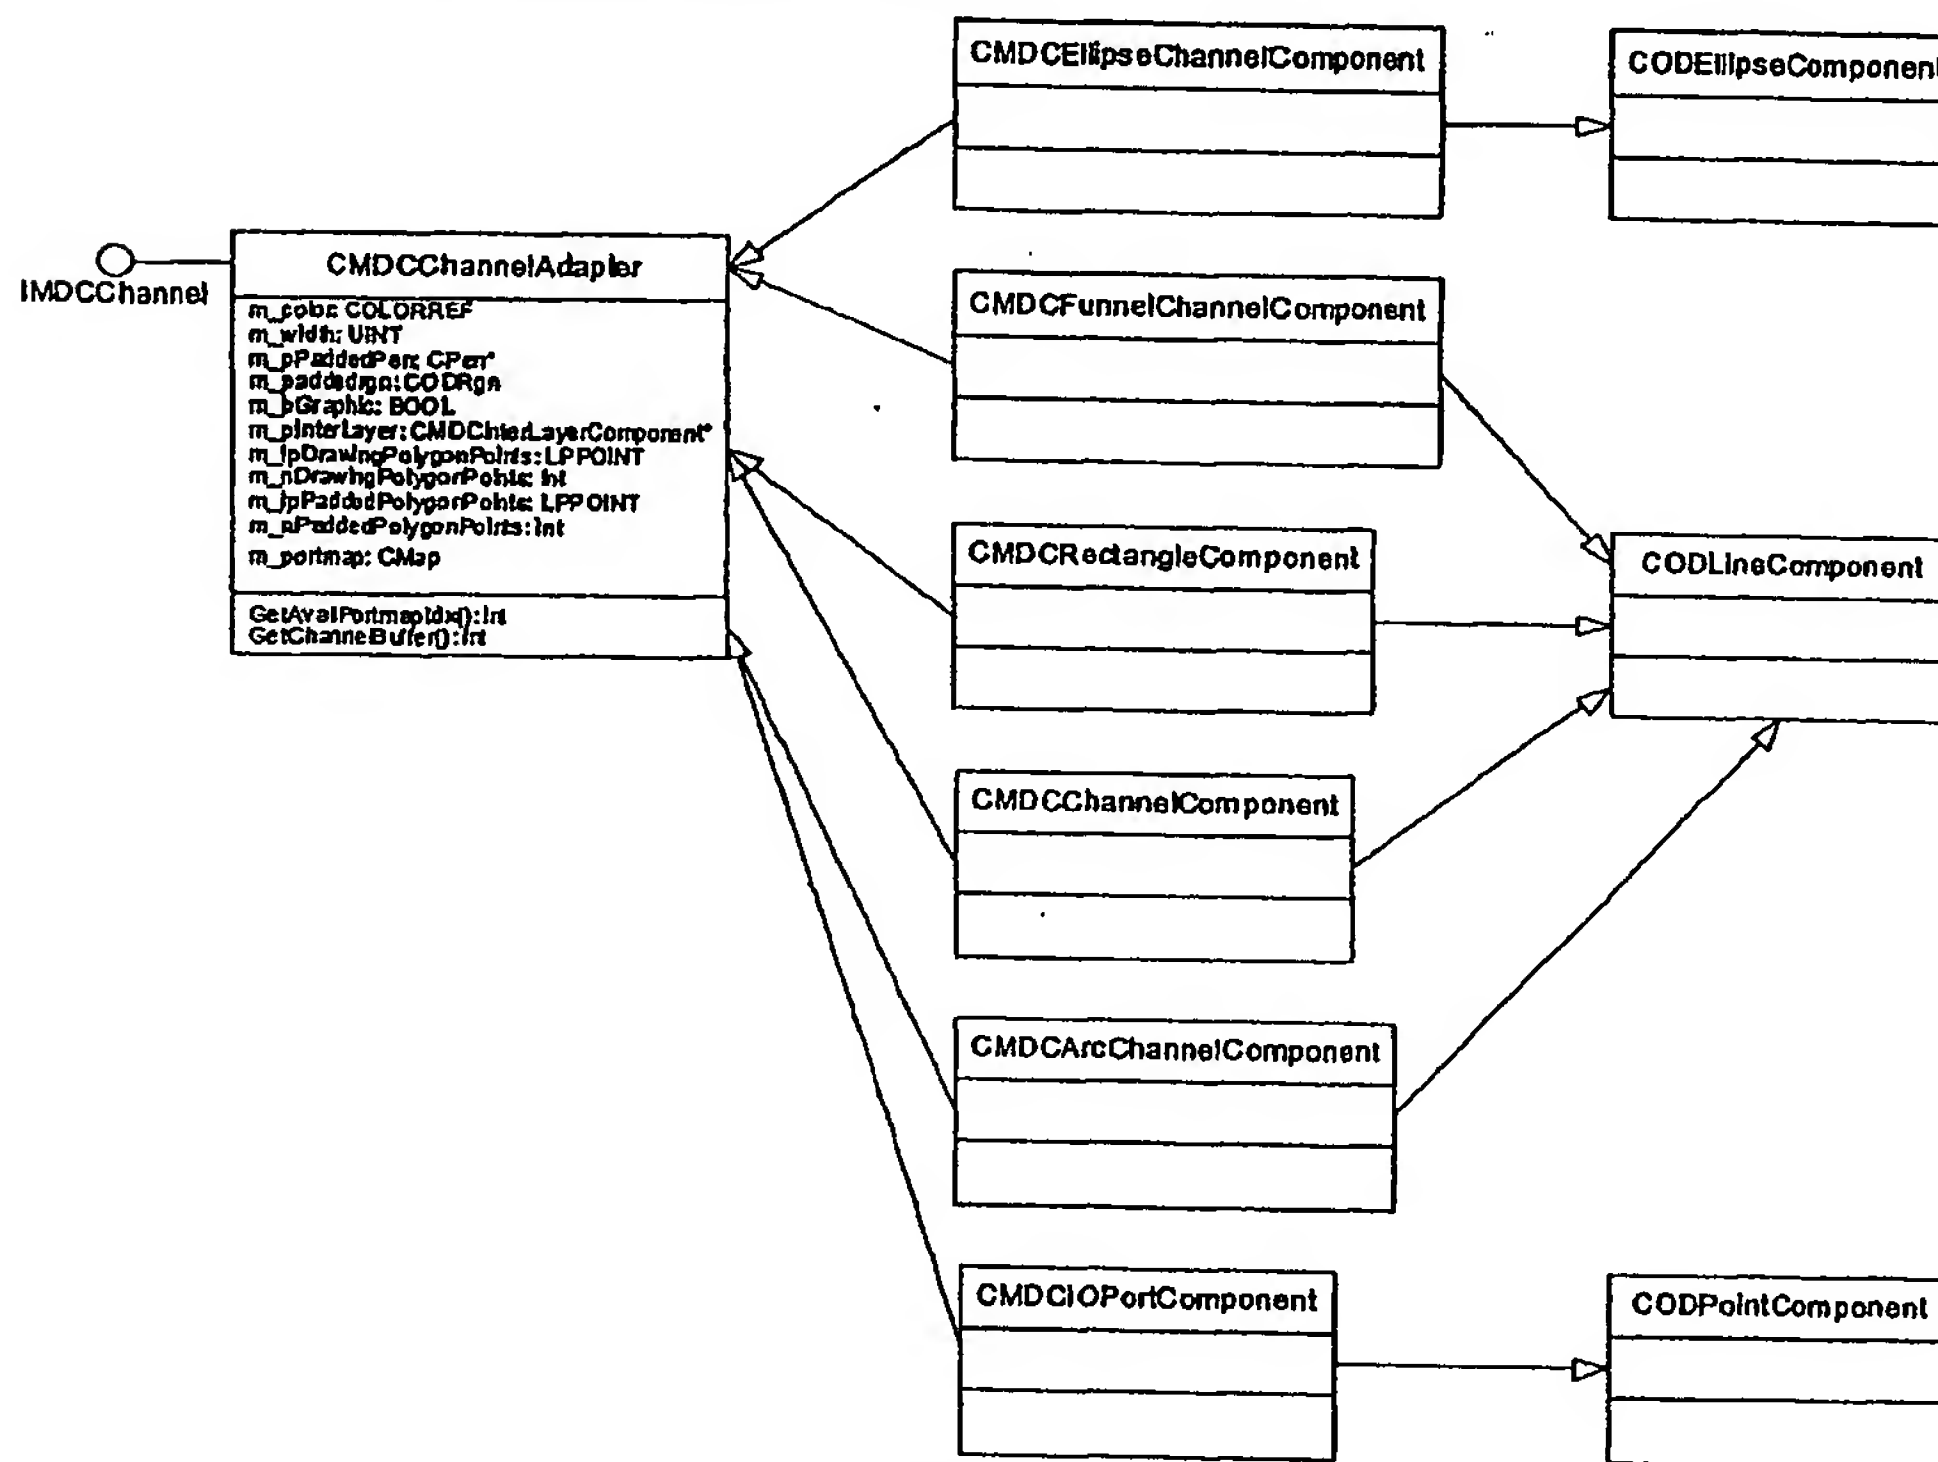 CMDCEllipseChannelComponent
CODEllipseComponent
IMDCChannel
CMDCChannelAdapter
m_color: COLORREF
m_width: UINT
m_pPaddedPen: CPen*
m_paddedrgn: CODRgn
m_bGraphic: BOOL
m_pInterLayer: CMDCInterLayerComponent*
m_lpDrawingPolygonPoints: LPPOINT
m_nDrawingPolygonPoints: int
m_lpPaddedPolygonPoints: LPPOINT
m_nPaddedPolygonPoints: int
m_portmap: CMap
GetAvailPortmapIdx(): int
GetChannelBuffer(): int
CMDCFunnelChannelComponent
CMDCRectangleComponent
CODLineComponent
CMDCChannelComponent
CMDCArcChannelComponent
CMDCIOPortComponent
CODPointComponent